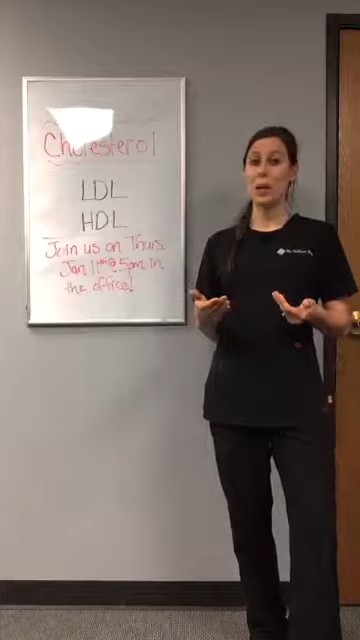 Cholesterol
LDL
HDL
Join us on Thurs.
Jan 11th @ 5pm in
the office!